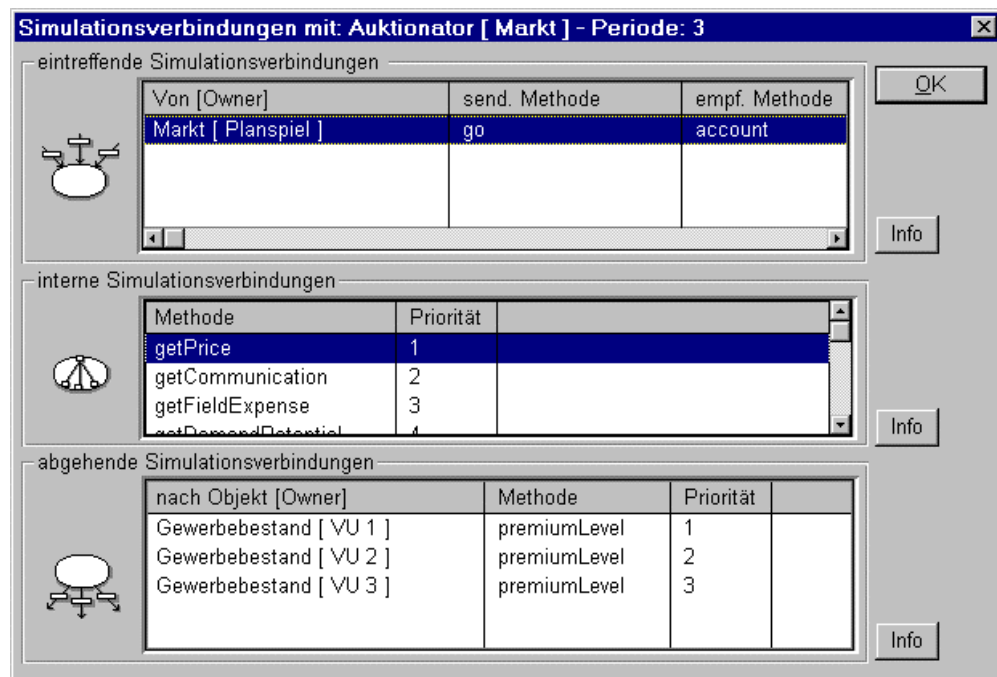 Simulationsverbindungen mit: Auktionator [ Markt ] - Periode: 3
eintreffende Simulationsverbindungen
OK
Von [Owner] send. Methode empf. Methode
Markt [ Planspiel ] go account
Info
interne Simulationsverbindungen
Methode Priorität
getPrice 1
getCommunication 2
getFieldExpense 3
getDemandPotentiel 4
Info
abgehende Simulationsverbindungen
nach Objekt [Owner] Methode Priorität
Gewerbebestand [ VU 1 ] premiumLevel 1
Gewerbebestand [ VU 2 ] premiumLevel 2
Gewerbebestand [ VU 3 ] premiumLevel 3
Info